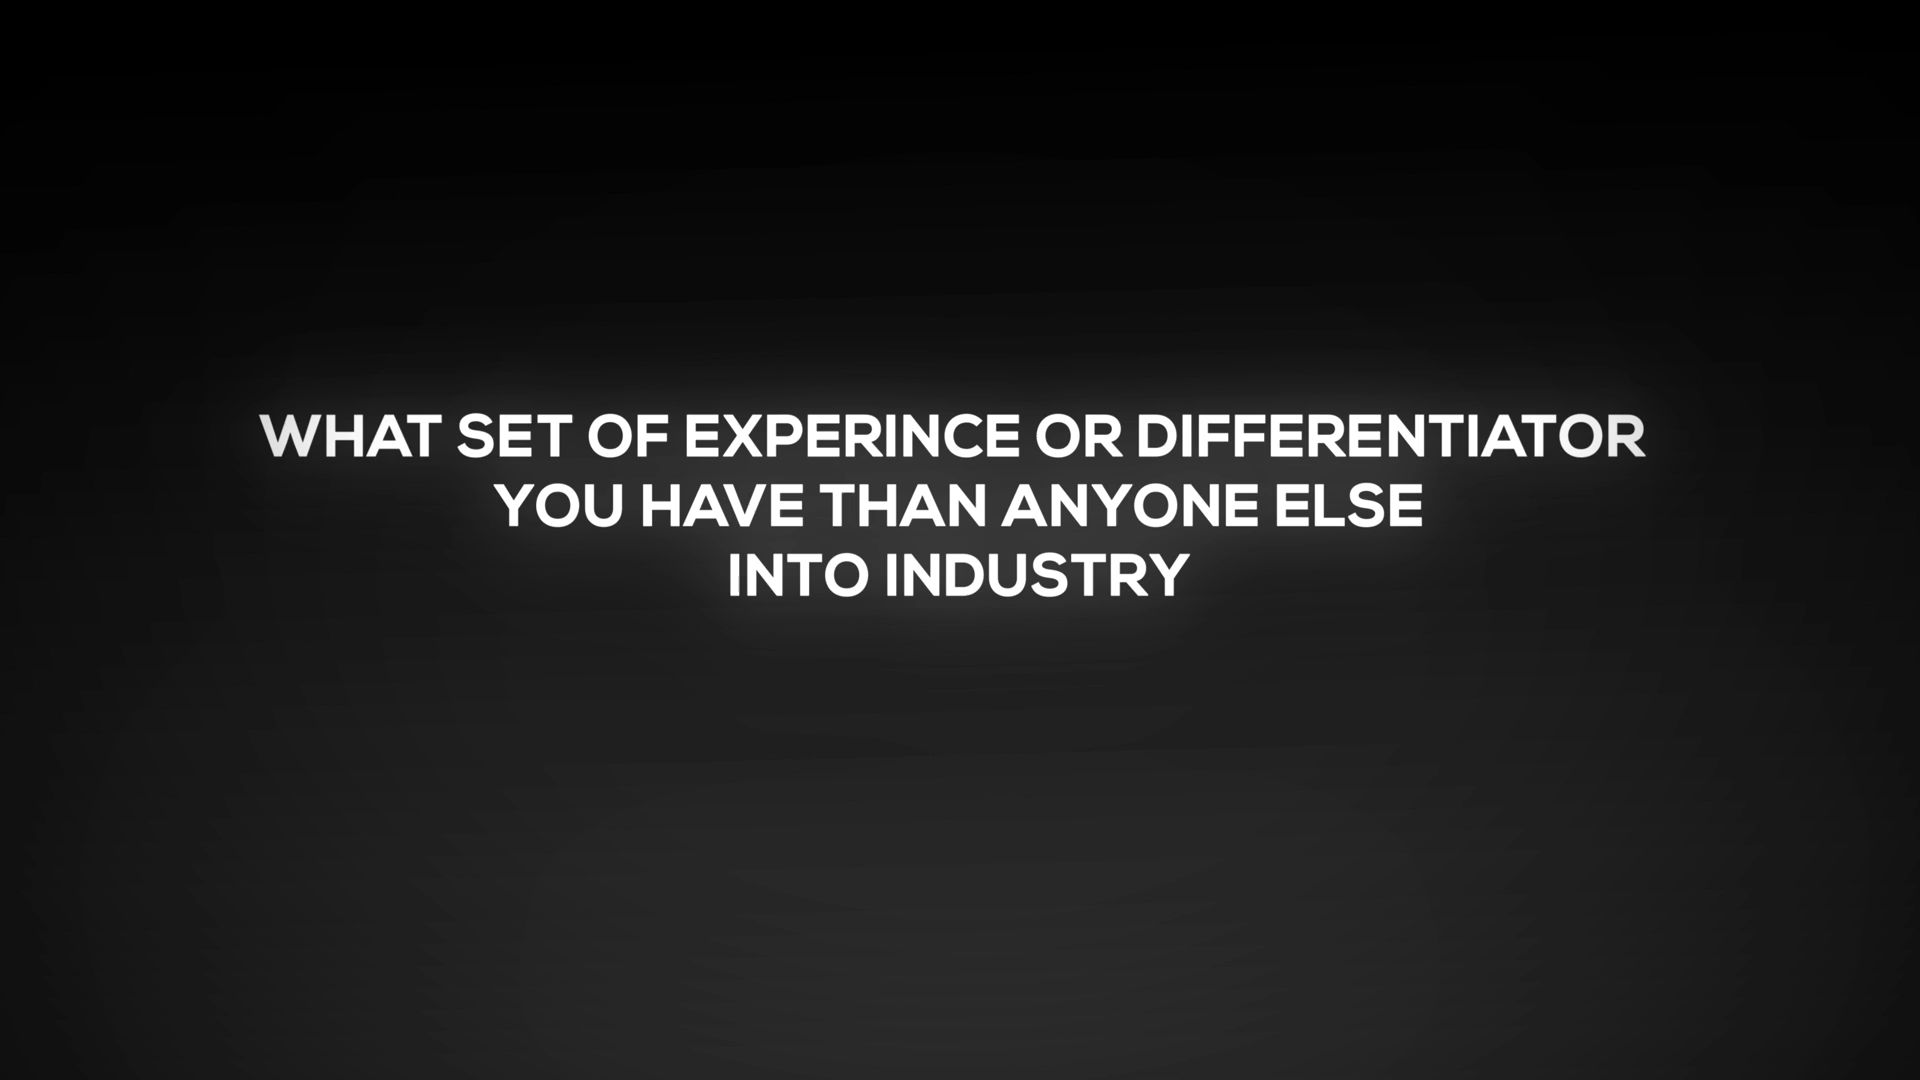 WHAT SET OF EXPERINCE OR DIFFERENTIATOR
YOU HAVE THAN ANYONE ELSE
INTO INDUSTRY